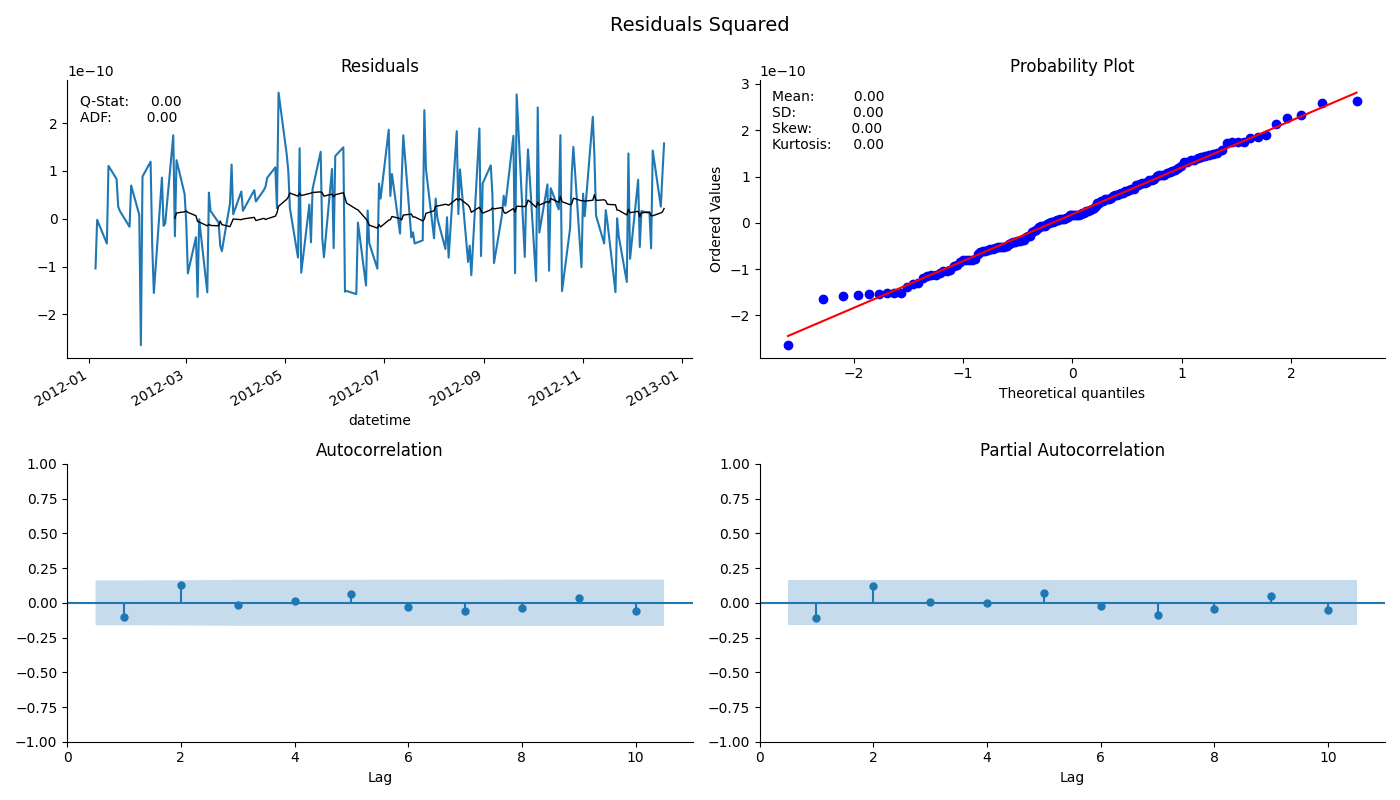 Residuals Squared
Residuals
1e−10
Q-Stat: 0.00
ADF: 0.00
2
1
0
−1
−2
2012-01
2012-03
2012-05
2012-07
2012-09
2012-11
2013-01
datetime
Probability Plot
1e−10
Mean: 0.00
SD: 0.00
Skew: 0.00
Kurtosis: 0.00
Ordered Values
3
2
1
0
−1
−2
−2
−1
0
1
2
Theoretical quantiles
Autocorrelation
1.00
0.75
0.50
0.25
0.00
−0.25
−0.50
−0.75
−1.00
0
2
4
6
8
10
Lag
Partial Autocorrelation
1.00
0.75
0.50
0.25
0.00
−0.25
−0.50
−0.75
−1.00
0
2
4
6
8
10
Lag